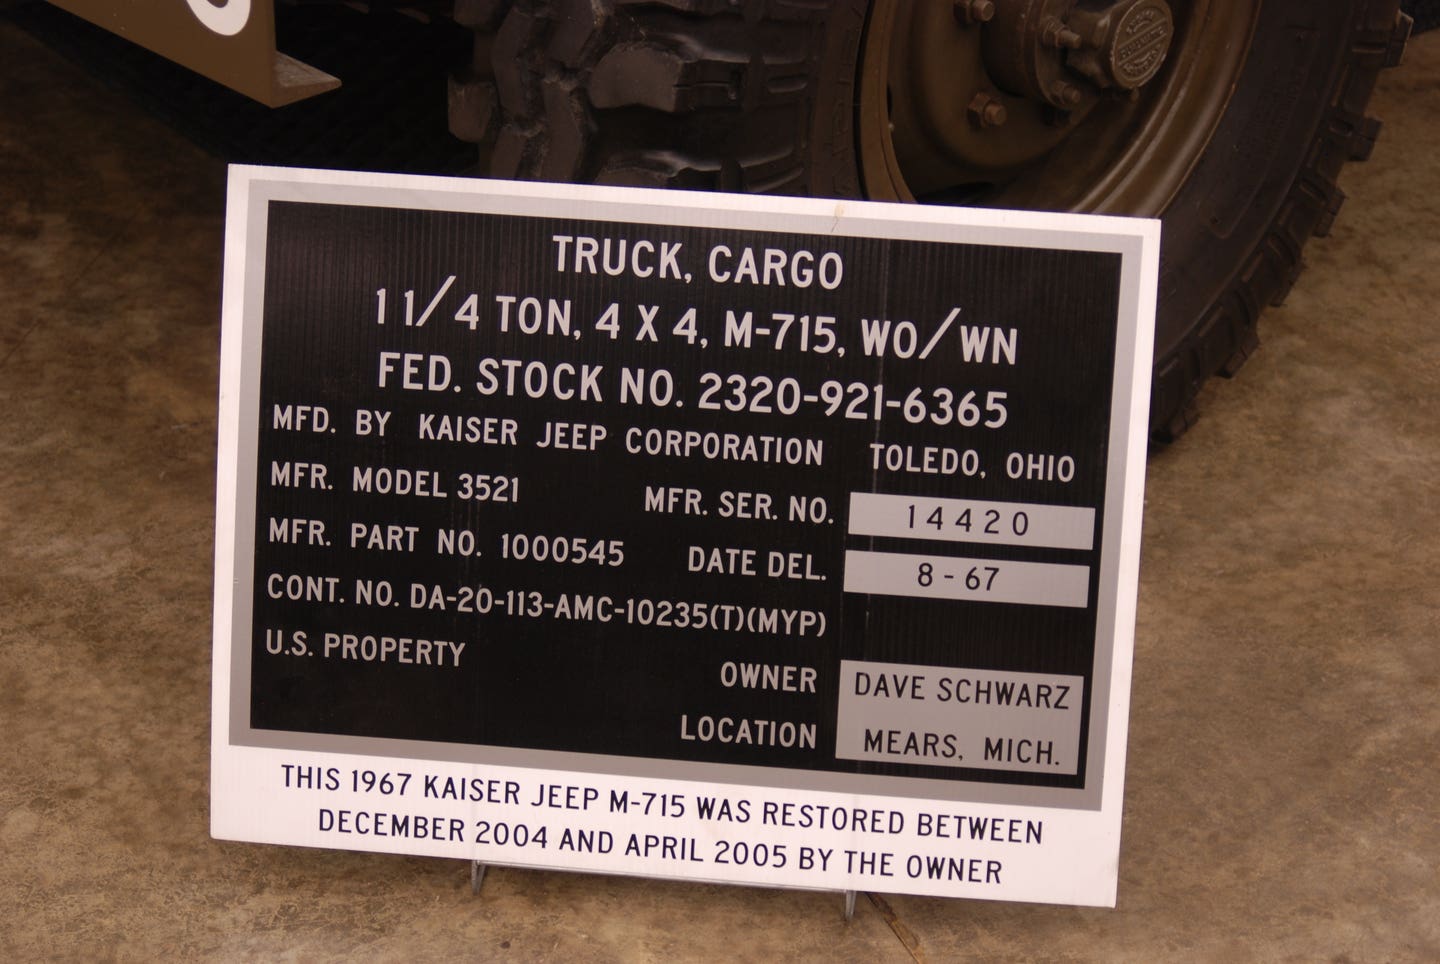 TRUCK, CARGO
1 1/4 TON, 4 X 4, M-715, WO/WN
FED. STOCK NO. 2320-921-6365
MFD. BY KAISER JEEP CORPORATION TOLEDO, OHIO
MFR. MODEL 3521 MFR. SER. NO. 14420
MFR. PART NO. 1000545 DATE DEL. 8-67
CONT. NO. DA-20-113-AMC-10235(T)(MYP)
U.S. PROPERTY OWNER DAVE SCHWARZ
LOCATION MEARS, MICH.
THIS 1967 KAISER JEEP M-715 WAS RESTORED BETWEEN
DECEMBER 2004 AND APRIL 2005 BY THE OWNER